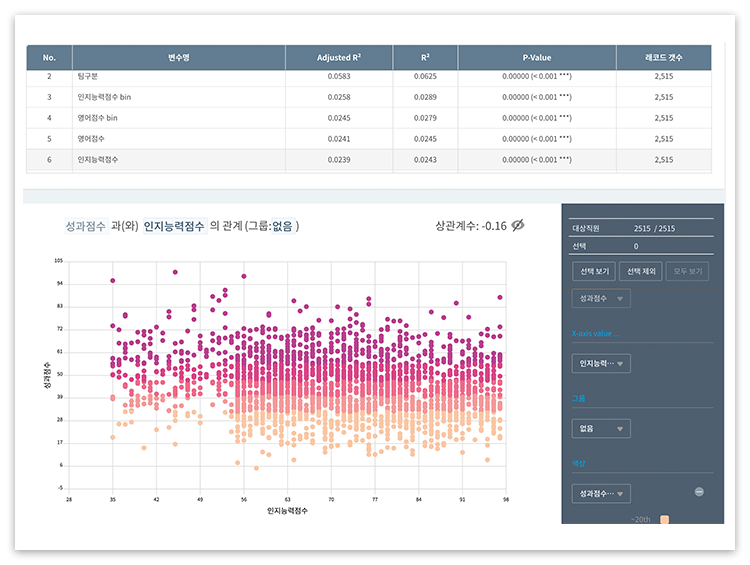 No. 변수명 Adjusted R² R² P-Value 래코드 갯수
2 팀구분 0.0583 0.0625 0.00000 (< 0.001 ***) 2,515
3 인지능력점수 bin 0.0258 0.0289 0.00000 (< 0.001 ***) 2,515
4 영어점수 bin 0.0245 0.0279 0.00000 (< 0.001 ***) 2,515
5 영어점수 0.0241 0.0245 0.00000 (< 0.001 ***) 2,515
6 인지능력점수 0.0239 0.0243 0.00000 (< 0.001 ***) 2,515
성과점수 과(와) 인지능력점수 의 관계 (그룹:없음 )
상관계수: -0.16
105
94
83
72
61
50
39
28
17
6
-5
성과점수
28 35 42 49 56 63 70 77 84 91 98
인지능력점수
대상직원 2515 / 2515
선택 0
선택 보기 선택 제외 모두 보기
성과점수
X-axis value ...
인지능력...
그룹
없음
색상
성과점수...
~20th